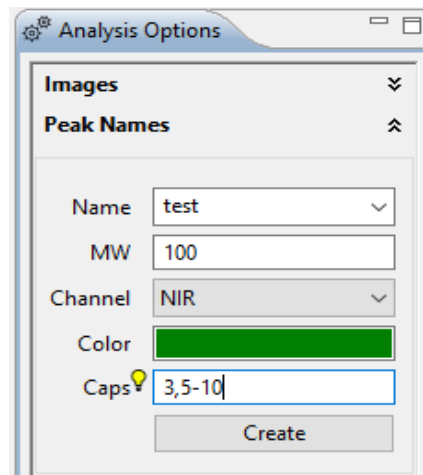 Analysis Options
Images
Peak Names
Name test
MW 100
Channel NIR
Color
Caps 3,5-10
Create